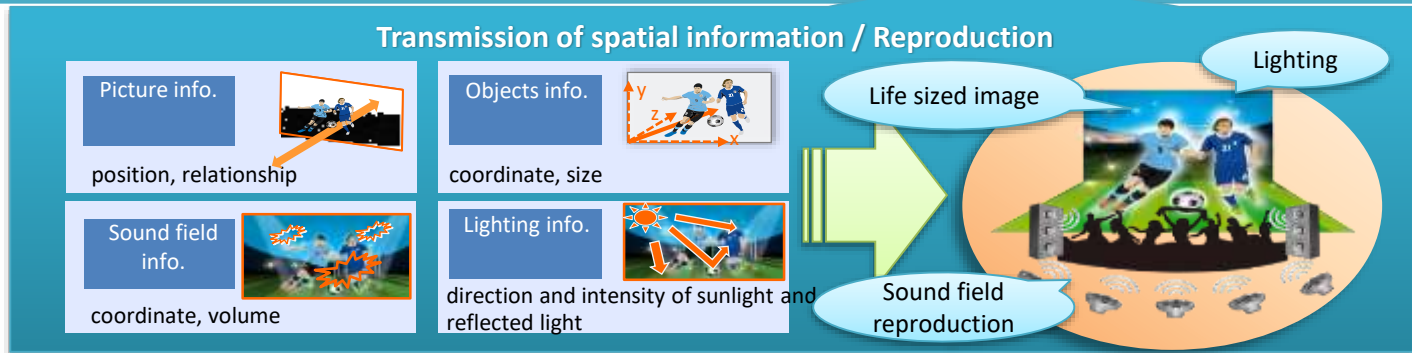 Transmission of spatial information / Reproduction
Picture info.
position, relationship
Objects info.
y
z
x
coordinate, size
Sound field
info.
coordinate, volume
Lighting info.
direction and intensity of sunlight and
reflected light
Life sized image
Lighting
Sound field
reproduction